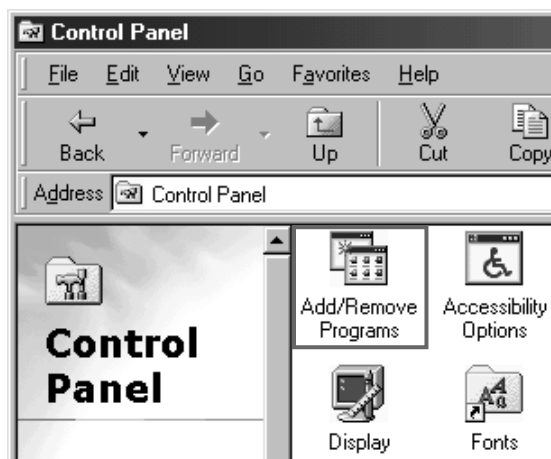 Control Panel
File Edit View Go Favorites Help
Back Forward Up Cut Copy
Address Control Panel
Add/Remove Accessibility
Programs Options
Control
Panel
Display Fonts